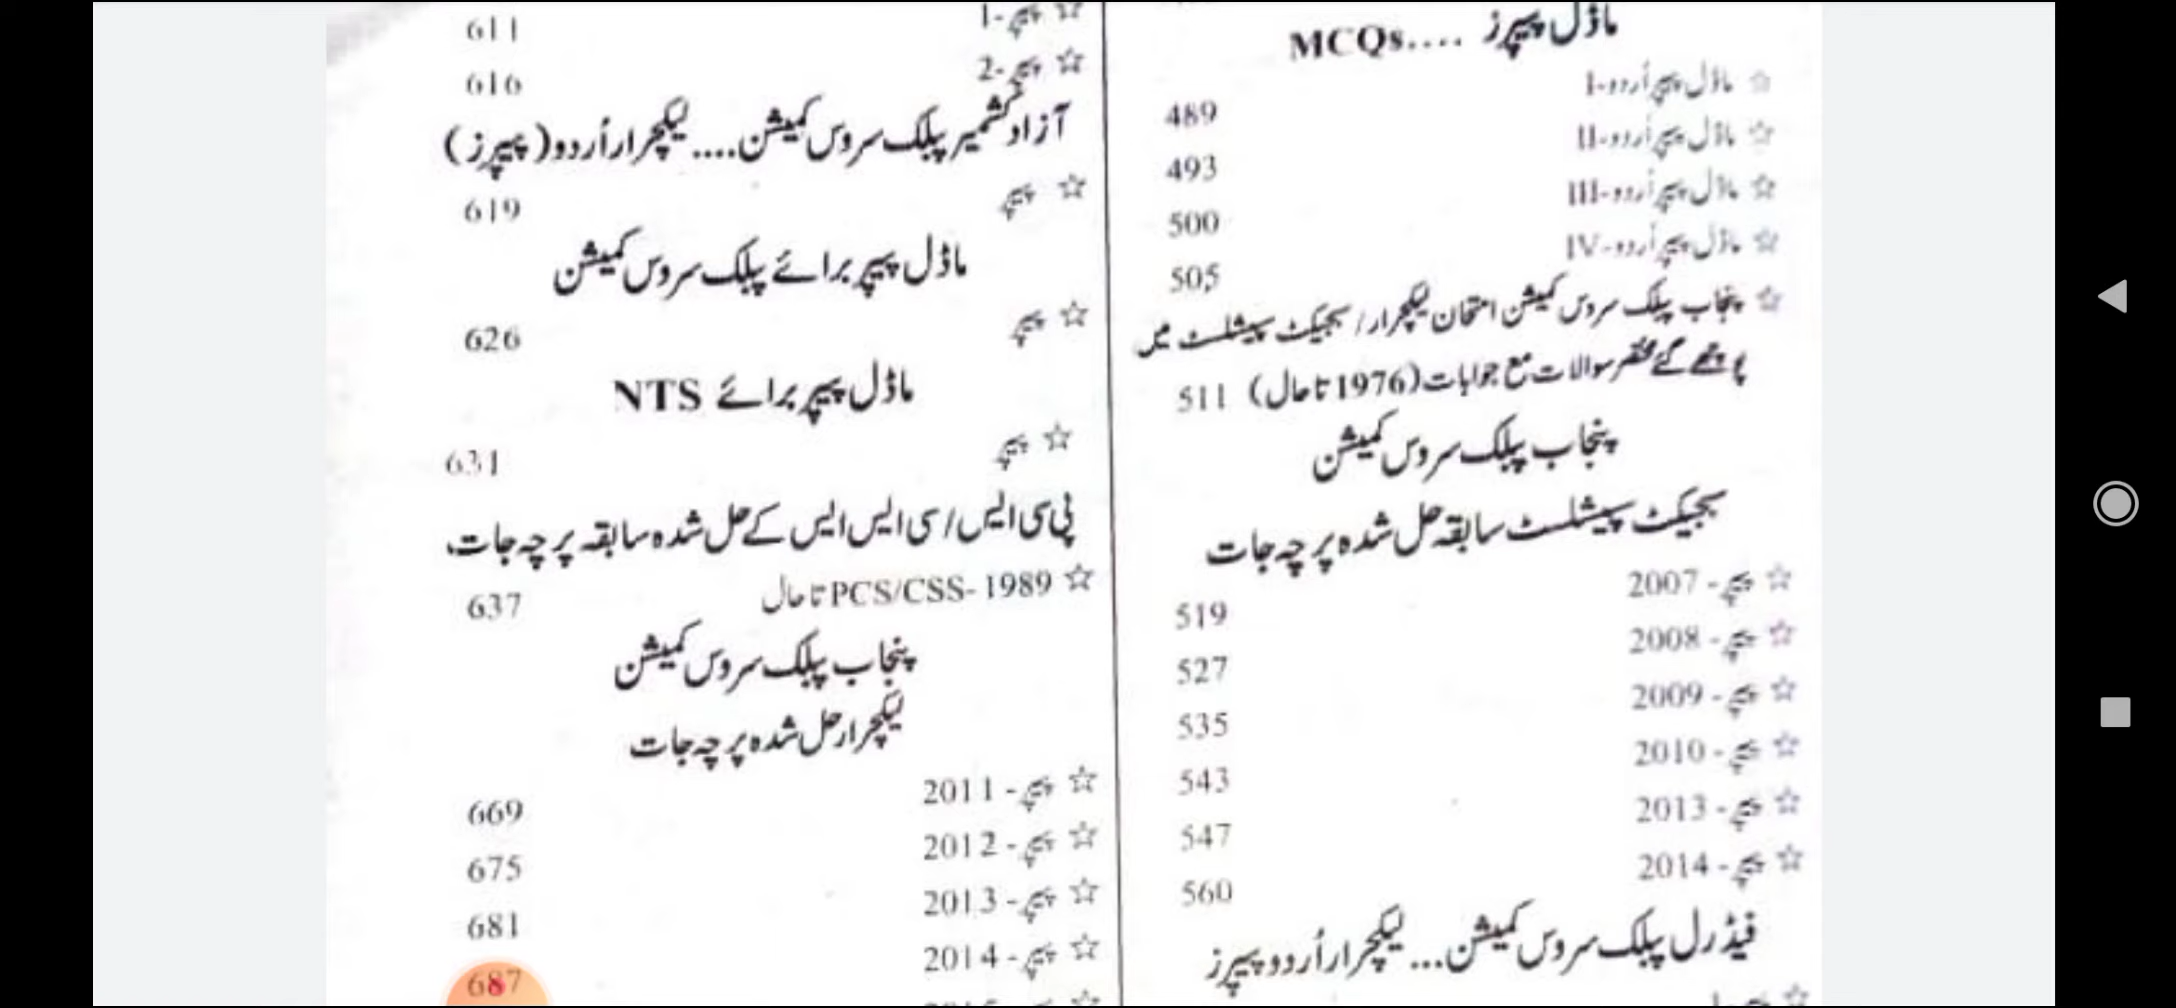 ماڈل پیپرز ....MCQs
☆ ماڈل پیپر اُردو-I 489
☆ ماڈل پیپر اُردو-II 493
☆ ماڈل پیپر اُردو-III 500
☆ ماڈل پیپر اُردو-IV 505
☆ پنجاب پبلک سروس کمیشن امتحان لیکچرار/سبجیکٹ سپیشلسٹ میں
پوچھے گئے مختصر سوالات مع جوابات (1976 تا حال) 511
پنجاب پبلک سروس کمیشن
سبجیکٹ سپیشلسٹ سابقہ حل شدہ پرچہ جات
☆ پیپر - 2007 519
☆ پیپر - 2008 527
☆ پیپر - 2009 535
☆ پیپر - 2010 543
☆ پیپر - 2013 547
☆ پیپر - 2014 560
فیڈرل پبلک سروس کمیشن...لیکچرار اُردو پیپرز
☆ پیپر-1 611
☆ پیپر-2 616
آزاد کشمیر پبلک سروس کمیشن....لیکچرار اُردو (پیپرز)
☆ پیپر 619
ماڈل پیپر برائے پبلک سروس کمیشن
☆ پیپر 626
ماڈل پیپر برائے NTS
☆ پیپر 631
پی سی ایس/سی ایس ایس کے حل شدہ سابقہ پرچہ جات،
☆ PCS/CSS- 1989 تا حال 637
پنجاب پبلک سروس کمیشن
لیکچرار حل شدہ پرچہ جات
☆ پیپر - 2011 669
☆ پیپر - 2012 675
☆ پیپر - 2013 681
☆ پیپر - 2014 687